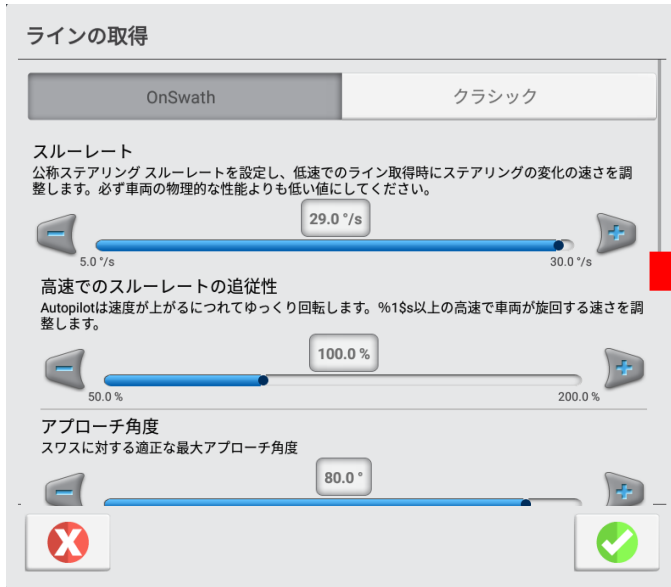 ラインの取得
OnSwath
クラシック
スルーレート
公称ステアリング スルーレートを設定し、低速でのライン取得時にステアリングの変化の速さを調
整します。必ず車両の物理的な性能よりも低い値にしてください。
29.0 °/s
5.0 °/s
30.0 °/s
高速でのスルーレートの追従性
Autopilotは速度が上がるにつれてゆっくり回転します。%1$s以上の高速で車両が旋回する速さを調
整します。
100.0 %
50.0 %
200.0 %
アプローチ角度
スワスに対する適正な最大アプローチ角度
80.0 °